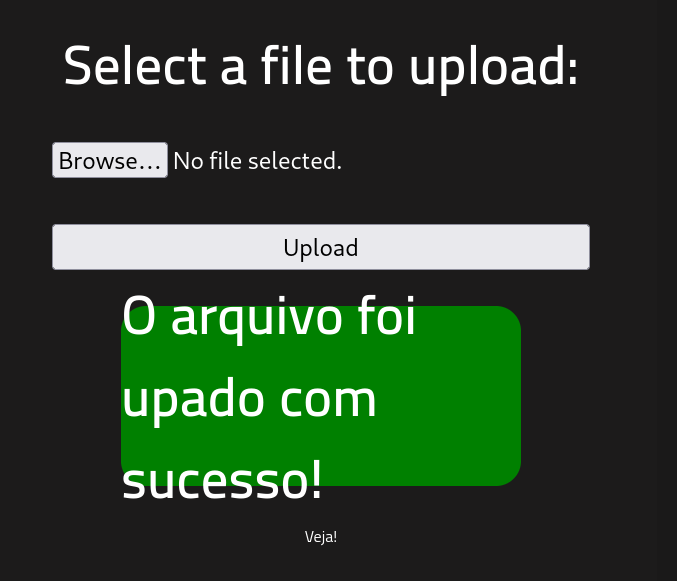 Select a file to upload:
Browse... No file selected.
Upload
O arquivo foi
upado com
sucesso!
Veja!